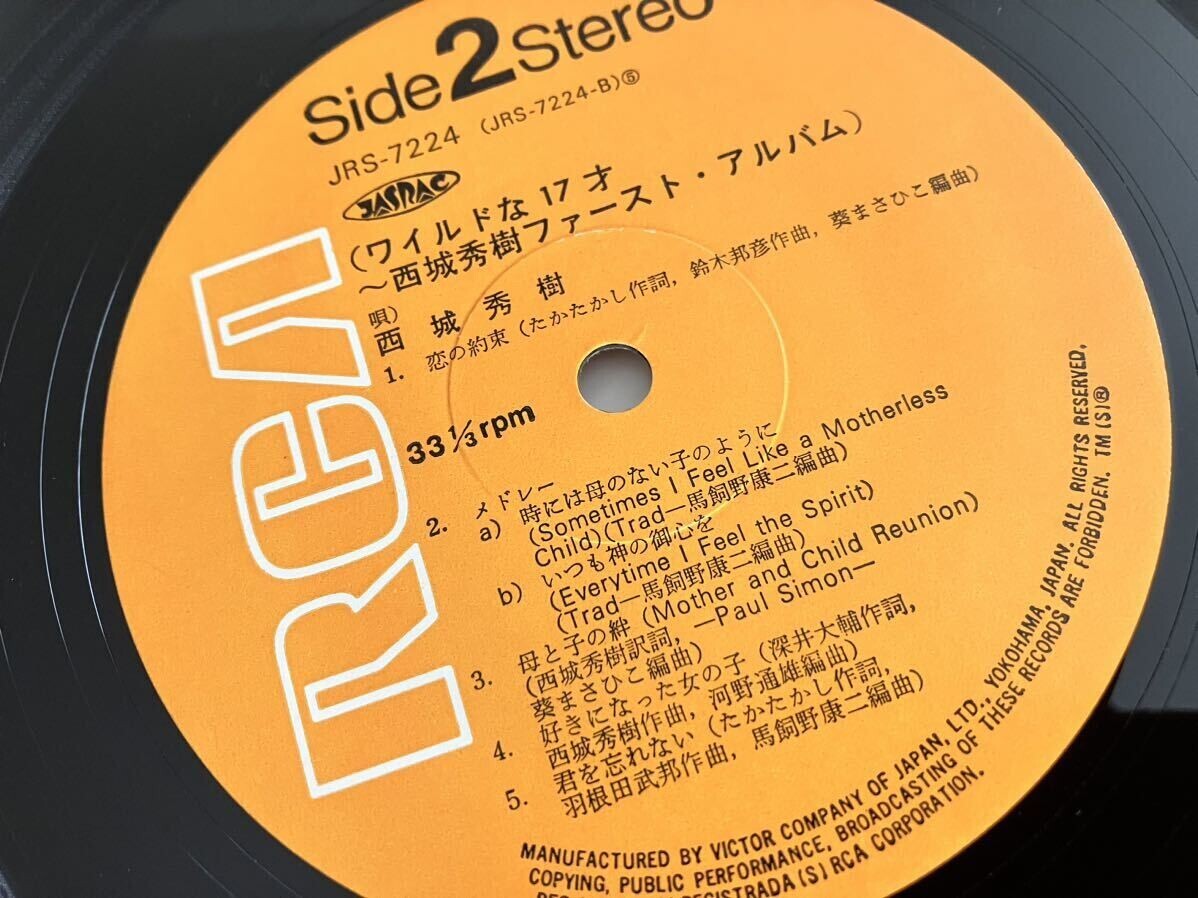 Side 2 Stereo
JRS-7224 (JRS-7224-B)⑤
JASRAC
(ワイルドな17才
～西城秀樹ファースト・アルバム)
唄)
西城秀樹
1. 恋の約束 (たかたかし作詞, 鈴木邦彦作曲, 葵まさひこ編曲)
33⅓rpm
2. メドレー
a) 時には母のない子のように
(Sometimes I Feel Like a Motherless
Child)(Trad—馬飼野康二編曲)
b) いつも神の御心を
(Everytime I Feel the Spirit)
(Trad—馬飼野康二編曲)
3. 母と子の絆 (Mother and Child Reunion)
(西城秀樹訳詞, —Paul Simon—
葵まさひこ編曲)
4. 好きになった女の子 (深井大輔作詞,
西城秀樹作曲, 河野通雄編曲)
5. 君を忘れない (たかたかし作詞,
羽根田武邦作曲, 馬飼野康二編曲)
RCA
MANUFACTURED BY VICTOR COMPANY OF JAPAN, LTD., YOKOHAMA, JAPAN. ALL RIGHTS RESERVED,
COPYING, PUBLIC PERFORMANCE, BROADCASTING OF THESE RECORDS ARE FORBIDDEN. TM(S)®
REGISTRADA(S) RCA CORPORATION.